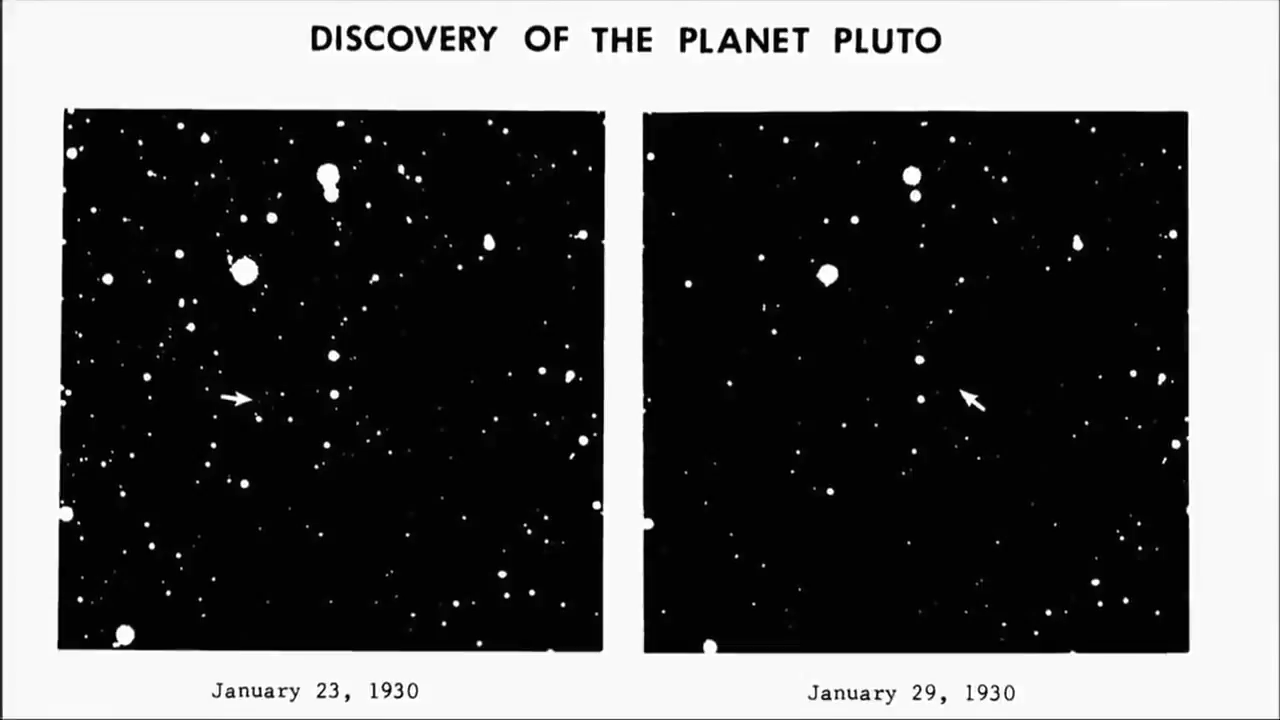 DISCOVERY OF THE PLANET PLUTO
January 23, 1930
January 29, 1930